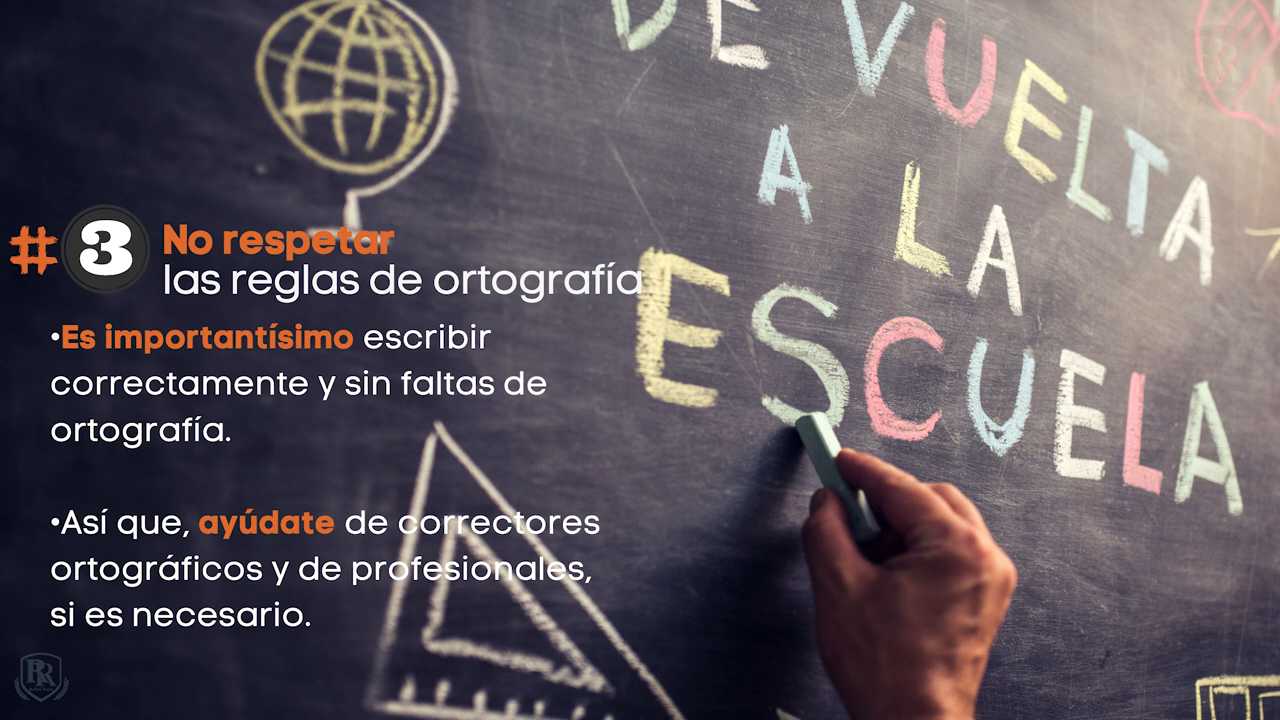 DE VUELTA
A LA
ESCUELA
#3 No respetar
las reglas de ortografía
•Es importantísimo escribir
correctamente y sin faltas de
ortografía.
•Así que, ayúdate de correctores
ortográficos y de profesionales,
si es necesario.
RR